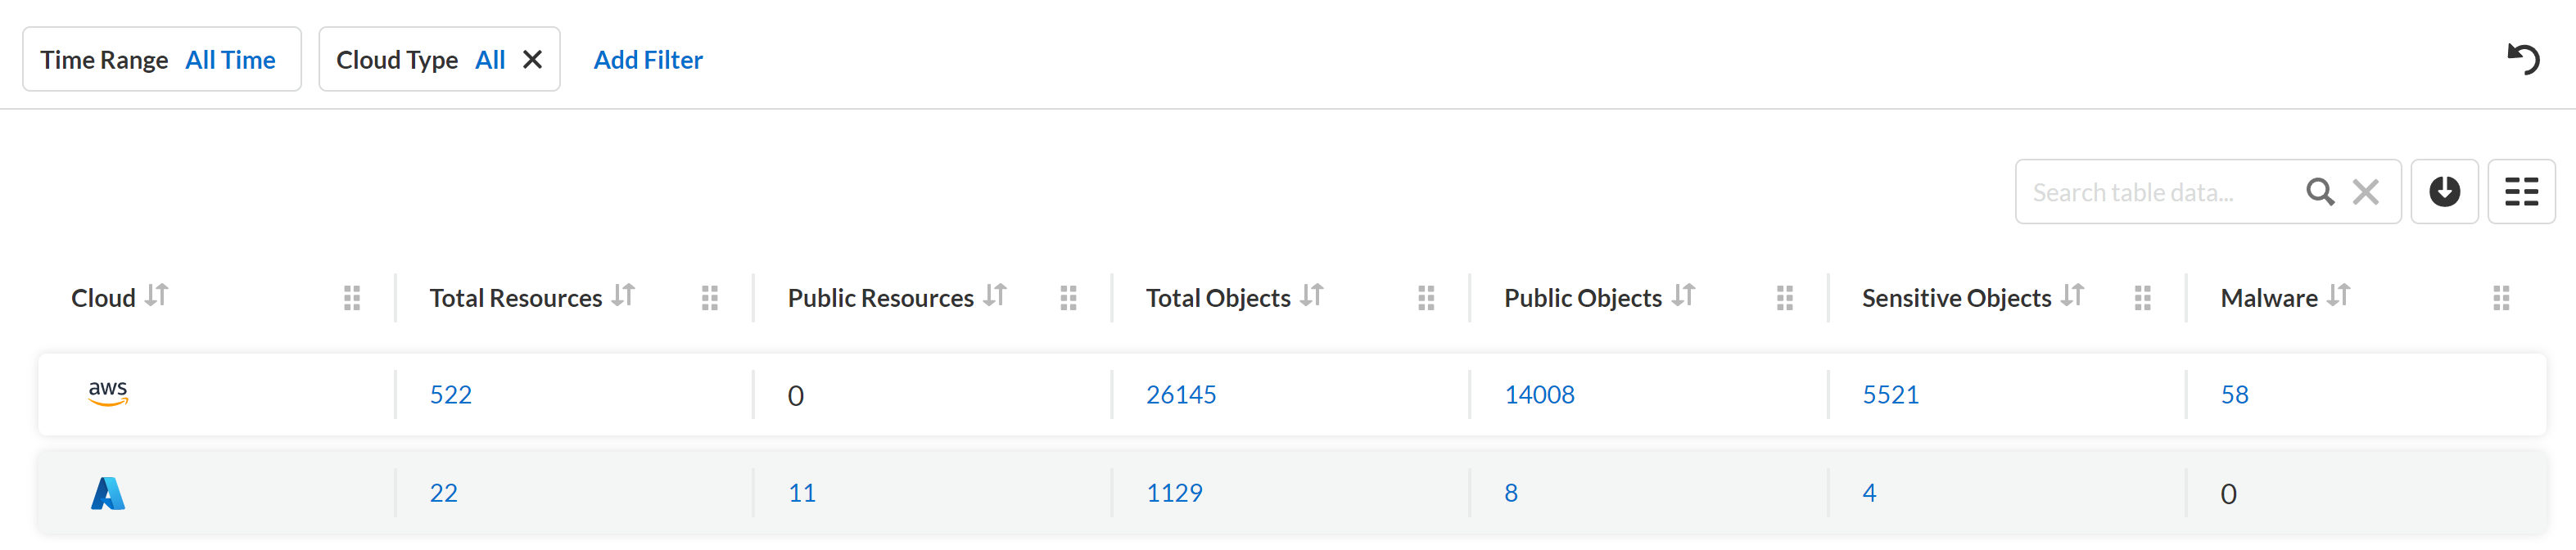 Time Range All Time Cloud Type All Add Filter
Search table data...
Cloud Total Resources Public Resources Total Objects Public Objects Sensitive Objects Malware
aws 522 0 26145 14008 5521 58
22 11 1129 8 4 0